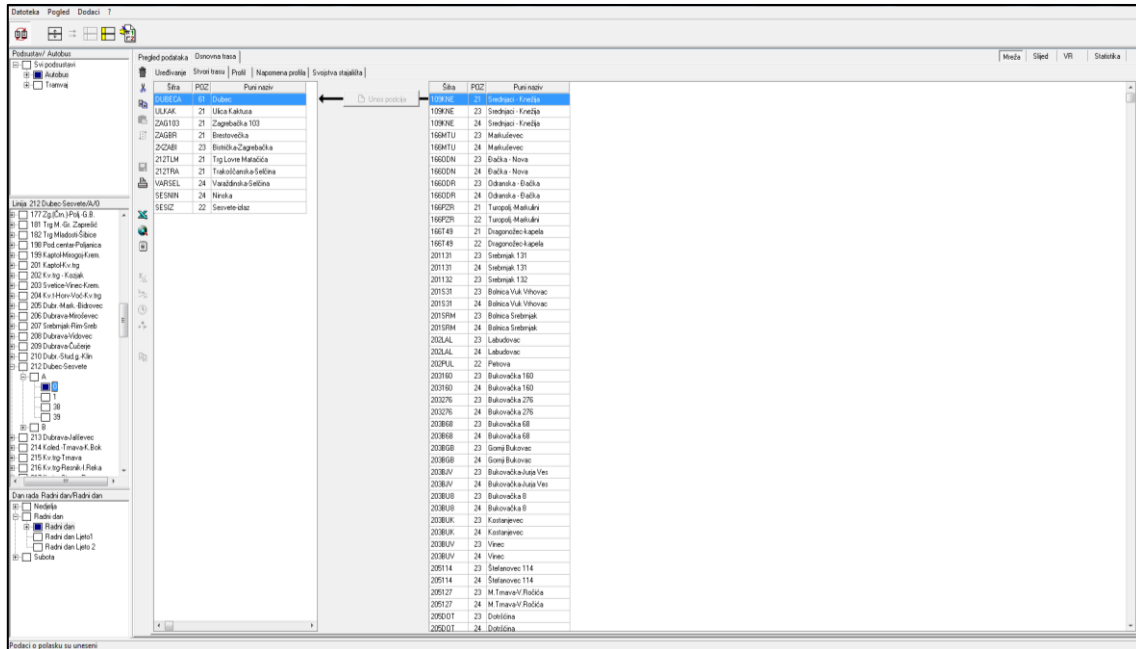 Datoteka Pogled Dodaci ?
Podsustav/ Autobus
Svi podsustavi
Autobus
Tramvaj
Linija 212 Dubec-Sesvete/A/0
177 Zg.(Črn.)-Polj.-G.B.
181 Trg M.-Gr. Zaprešić
182 Trg Mladosti-Šibice
198 Pod.centar-Poljanica
199 Kaptol-Mirogoj-Krem.
201 Kaptol-Kv.trg
202 Kv.trg - Kozjak
203 Svetice-Vinec-Krem.
204 Kv.t-Horv-Voć-Kv.trg
205 Dubr.-Mark.-Bidrovec
206 Dubrava-Miroševec
207 Srebrnjak-Rim-Sreb
208 Dubrava-Vidovec
209 Dubrava-Čučerje
210 Dubr.-Stud.g.-Klin
212 Dubec-Sesvete
A
0
1
38
39
B
213 Dubrava-Jalševec
214 Koled.-Trnava-K.Bok
215 Kv.trg-Trnava
216 Kv.trg-Resnik-I.Reka
Dan rada Radni dan/Radni dan
Nedjelja
Radni dan
Radni dan
Radni dan Ljeto1
Radni dan Ljeto 2
Subota
Pregled podataka Osnovna trasa
Uređivanje Stvori trasu Profil Napomena profila Svojstva stajališta
Mreža Slijed VR Statistika
Šifra POZ Puni naziv
DUBECA 61 Dubec
ULKAK 21 Ulica Kaktusa
ZAG103 21 Zagrebačka 103
ZAGBR 21 Brestovečka
ZKZABI 23 Bistrička-Zagrebačka
212TLM 21 Trg Lovre Matačića
212TRA 21 Trakošćanska-Selčina
VARSEL 24 Varaždinska-Selčina
SESNIN 24 Ninska
SESIZ 22 Sesvete-izlaz
Unos pozicija
Šifra POZ Puni naziv
109KNE 21 Srednjaci - Knežija
109KNE 23 Srednjaci - Knežija
109KNE 24 Srednjaci - Knežija
166MTU 23 Markuševec
166MTU 24 Markuševec
166ODN 23 Đačka - Nova
166ODN 24 Đačka - Nova
166ODR 23 Odranska - Đačka
166ODR 24 Odranska - Đačka
166PZR 21 Turopolj.-Markulini
166PZR 22 Turopolj.-Markulini
166T49 21 Dragonožec-kapela
166T49 22 Dragonožec-kapela
201131 23 Srebrnjak 131
201131 24 Srebrnjak 131
201132 23 Srebrnjak 132
201S31 23 Bolnica Vuk Vrhovac
201S31 24 Bolnica Vuk Vrhovac
201SRM 23 Bolnica Srebrnjak
201SRM 24 Bolnica Srebrnjak
202LAL 23 Labudovac
202LAL 24 Labudovac
202PUL 22 Petrova
203160 23 Bukovačka 160
203160 24 Bukovačka 160
203276 23 Bukovačka 276
203276 24 Bukovačka 276
203B68 23 Bukovačka 68
203B68 24 Bukovačka 68
203BGB 23 Gornji Bukovac
203BGB 24 Gornji Bukovac
203BJV 23 Bukovačka-Jurja Ves
203BJV 24 Bukovačka-Jurja Ves
203BU8 23 Bukovačka 8
203BU8 24 Bukovačka 8
203BUK 23 Kostanjevec
203BUK 24 Kostanjevec
203BUV 23 Vinec
203BUV 24 Vinec
205114 23 Štefanovec 114
205114 24 Štefanovec 114
205127 23 M.Trnava-V.Ročića
205127 24 M.Trnava-V.Ročića
205DOT 23 Dotrščina
205DOT 24 Dotrščina
Podaci o polasku su uneseni